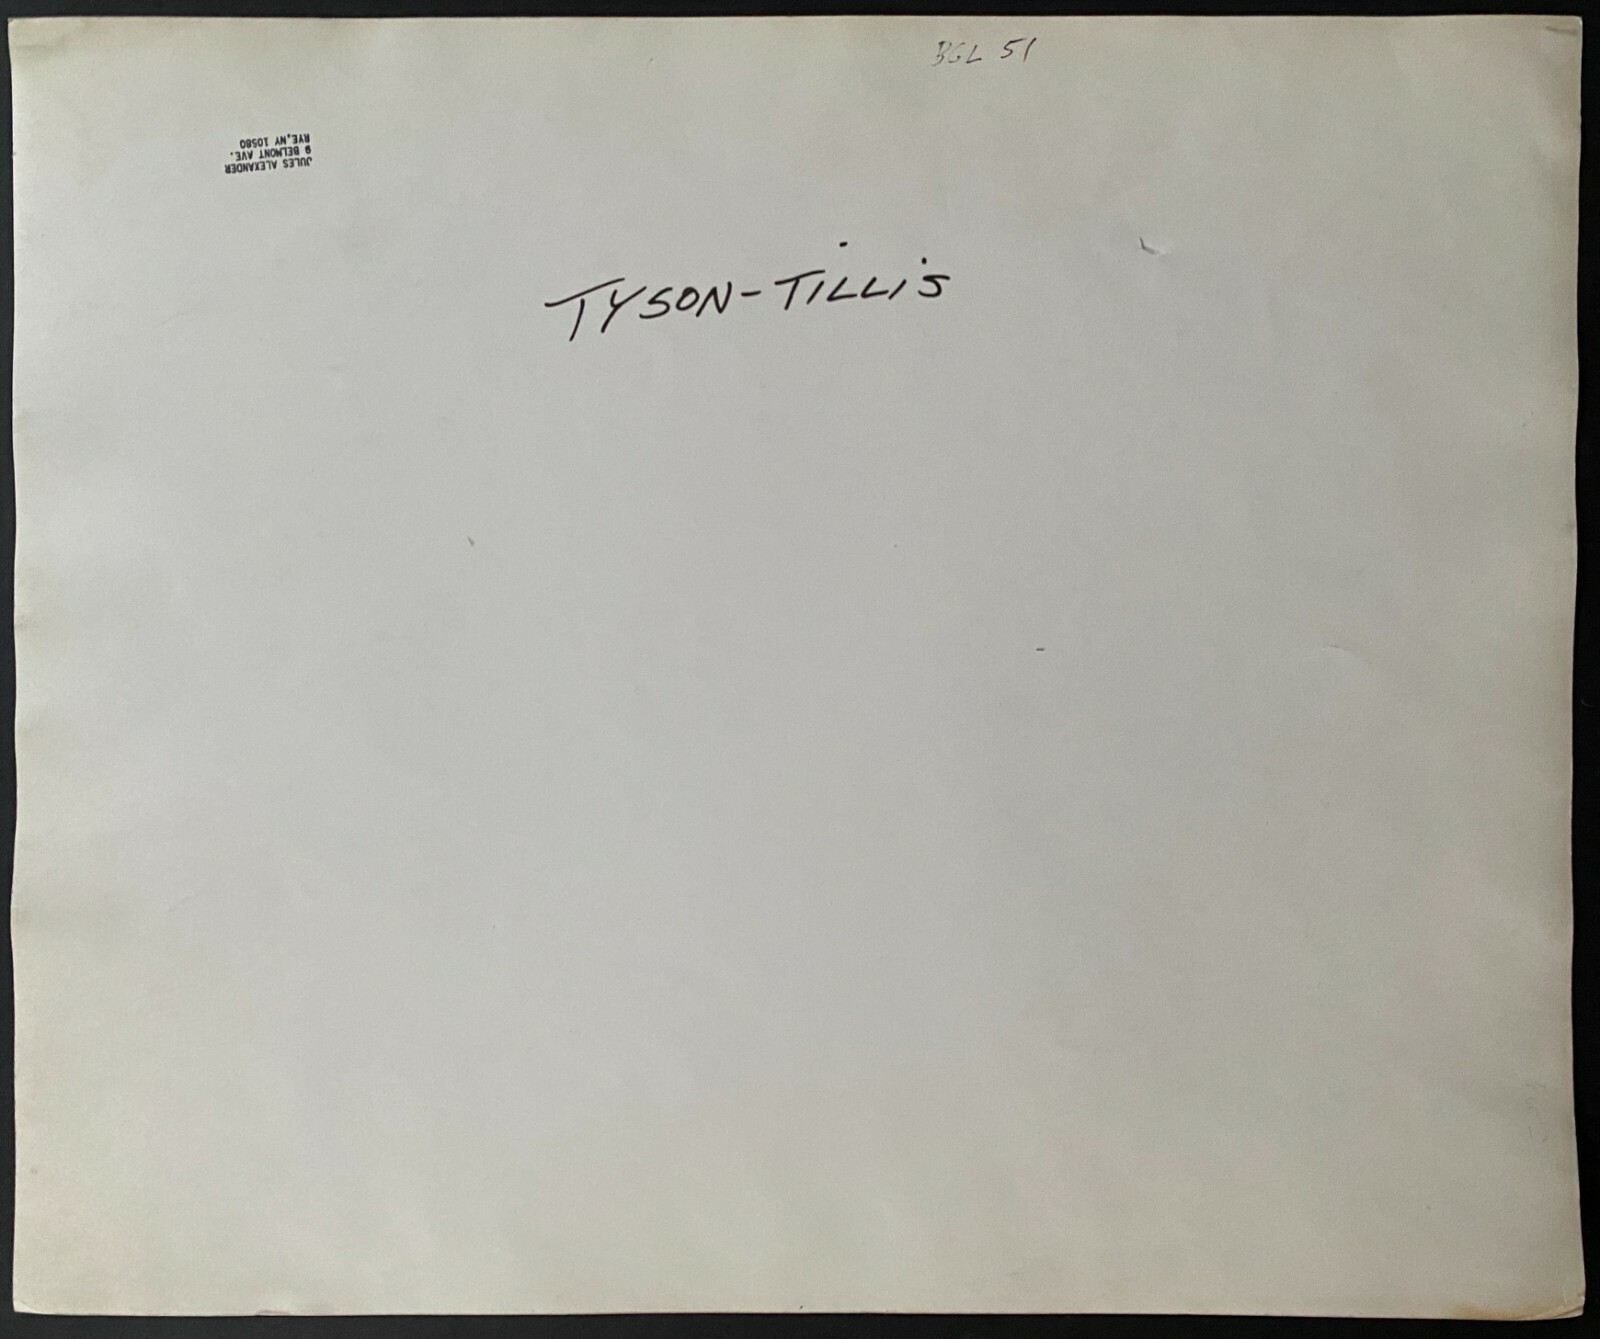 BGL 51
JULES ALEXANDER
9 BELMONT AVE.
RYE, NY 10580
TYSON-TILLIS